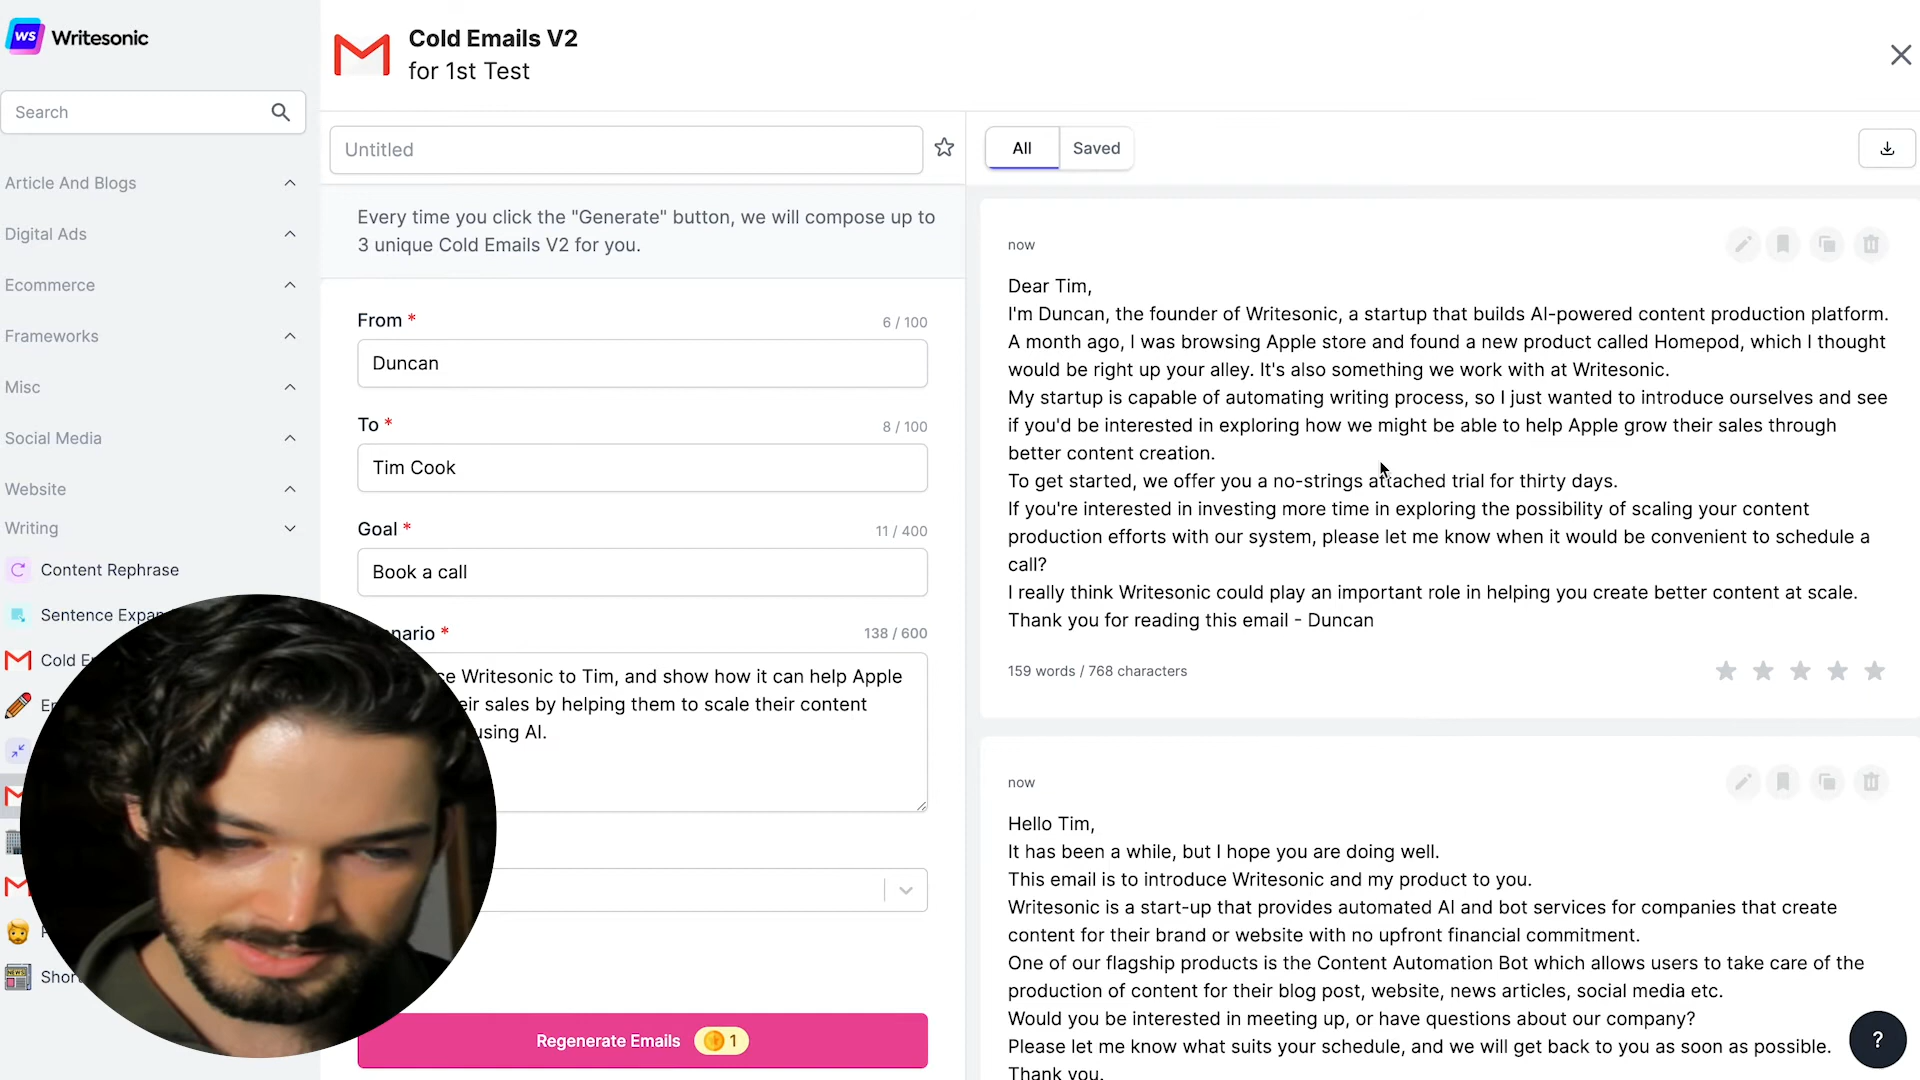 ws Writesonic
Search
Article And Blogs
Digital Ads
Ecommerce
Frameworks
Misc
Social Media
Website
Writing
Content Rephrase
Sentence
Cold
Cold Emails V2
for 1st Test
Untitled
Every time you click the "Generate" button, we will compose up to
3 unique Cold Emails V2 for you.
From * 6 / 100
Duncan
To * 8 / 100
Tim Cook
Goal * 11 / 400
Book a call
* 138 / 600
Writesonic to Tim, and show how it can help Apple
sales by helping them to scale their content
using AI.
Regenerate Emails 1
All Saved
now
Dear Tim,
I'm Duncan, the founder of Writesonic, a startup that builds AI-powered content production platform.
A month ago, I was browsing Apple store and found a new product called Homepod, which I thought
would be right up your alley. It's also something we work with at Writesonic.
My startup is capable of automating writing process, so I just wanted to introduce ourselves and see
if you'd be interested in exploring how we might be able to help Apple grow their sales through
better content creation.
To get started, we offer you a no-strings attached trial for thirty days.
If you're interested in investing more time in exploring the possibility of scaling your content
production efforts with our system, please let me know when it would be convenient to schedule a
call?
I really think Writesonic could play an important role in helping you create better content at scale.
Thank you for reading this email - Duncan
159 words / 768 characters
now
Hello Tim,
It has been a while, but I hope you are doing well.
This email is to introduce Writesonic and my product to you.
Writesonic is a start-up that provides automated AI and bot services for companies that create
content for their brand or website with no upfront financial commitment.
One of our flagship products is the Content Automation Bot which allows users to take care of the
production of content for their blog post, website, news articles, social media etc.
Would you be interested in meeting up, or have questions about our company?
Please let me know what suits your schedule, and we will get back to you as soon as possible.
Thank you.
?